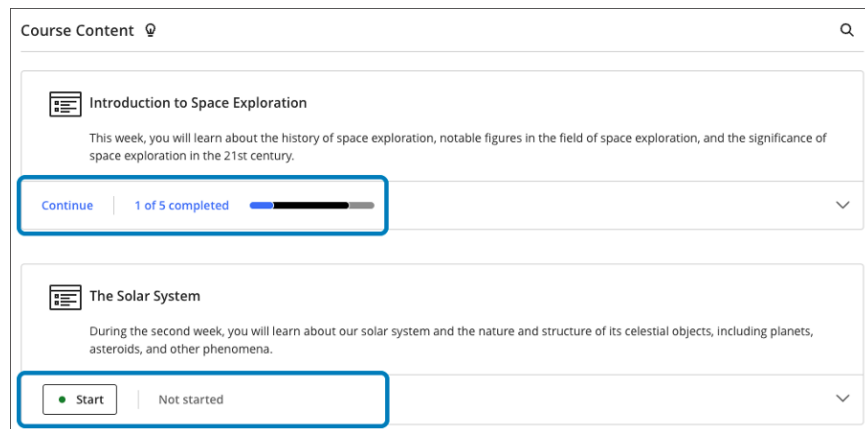 Course Content
Introduction to Space Exploration
This week, you will learn about the history of space exploration, notable figures in the field of space exploration, and the significance of
space exploration in the 21st century.
Continue
1 of 5 completed
The Solar System
During the second week, you will learn about our solar system and the nature and structure of its celestial objects, including planets,
asteroids, and other phenomena.
Start
Not started